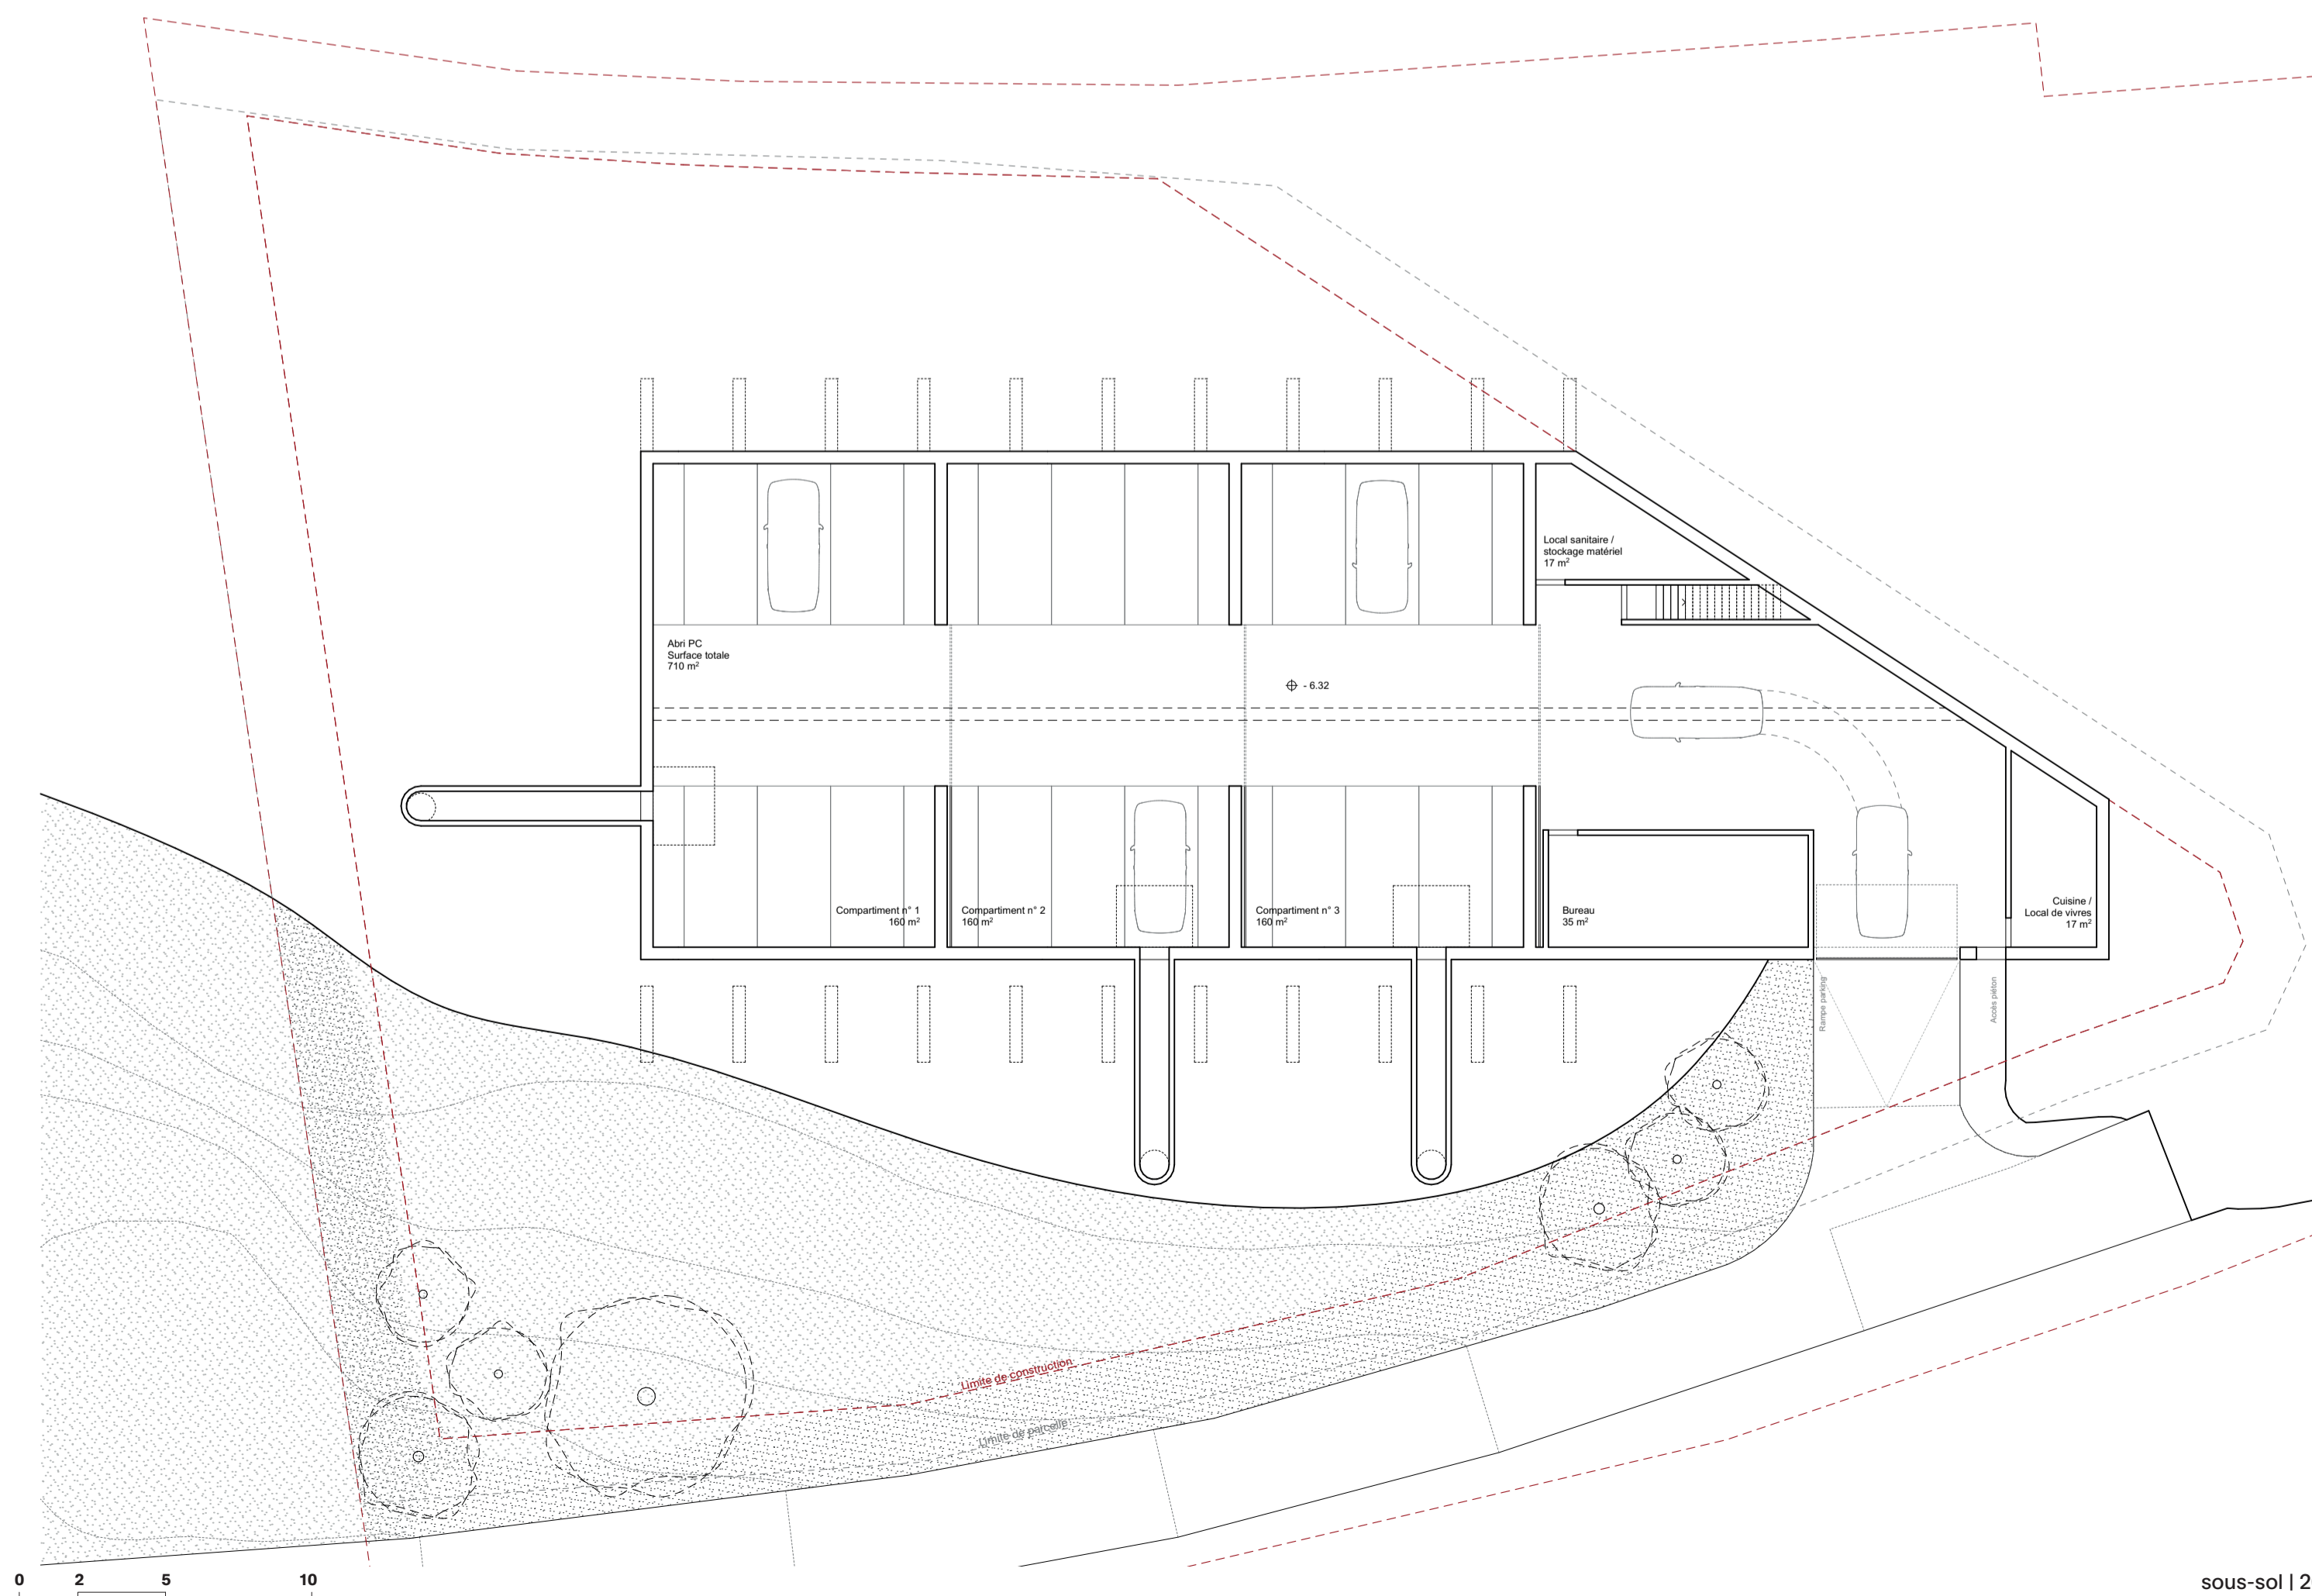 Local sanitaire /
stockage matériel
17 m²
Abri PC
Surface totale
710 m²
- 6.32
Compartiment n° 1
160 m²
Compartiment n° 2
160 m²
Compartiment n° 3
160 m²
Bureau
35 m²
Cuisine /
Local de vivres
17 m²
Rampe parking
Accès piéton
Limite de construction
Limite de parcelle
0 2 5 10
sous-sol | 2